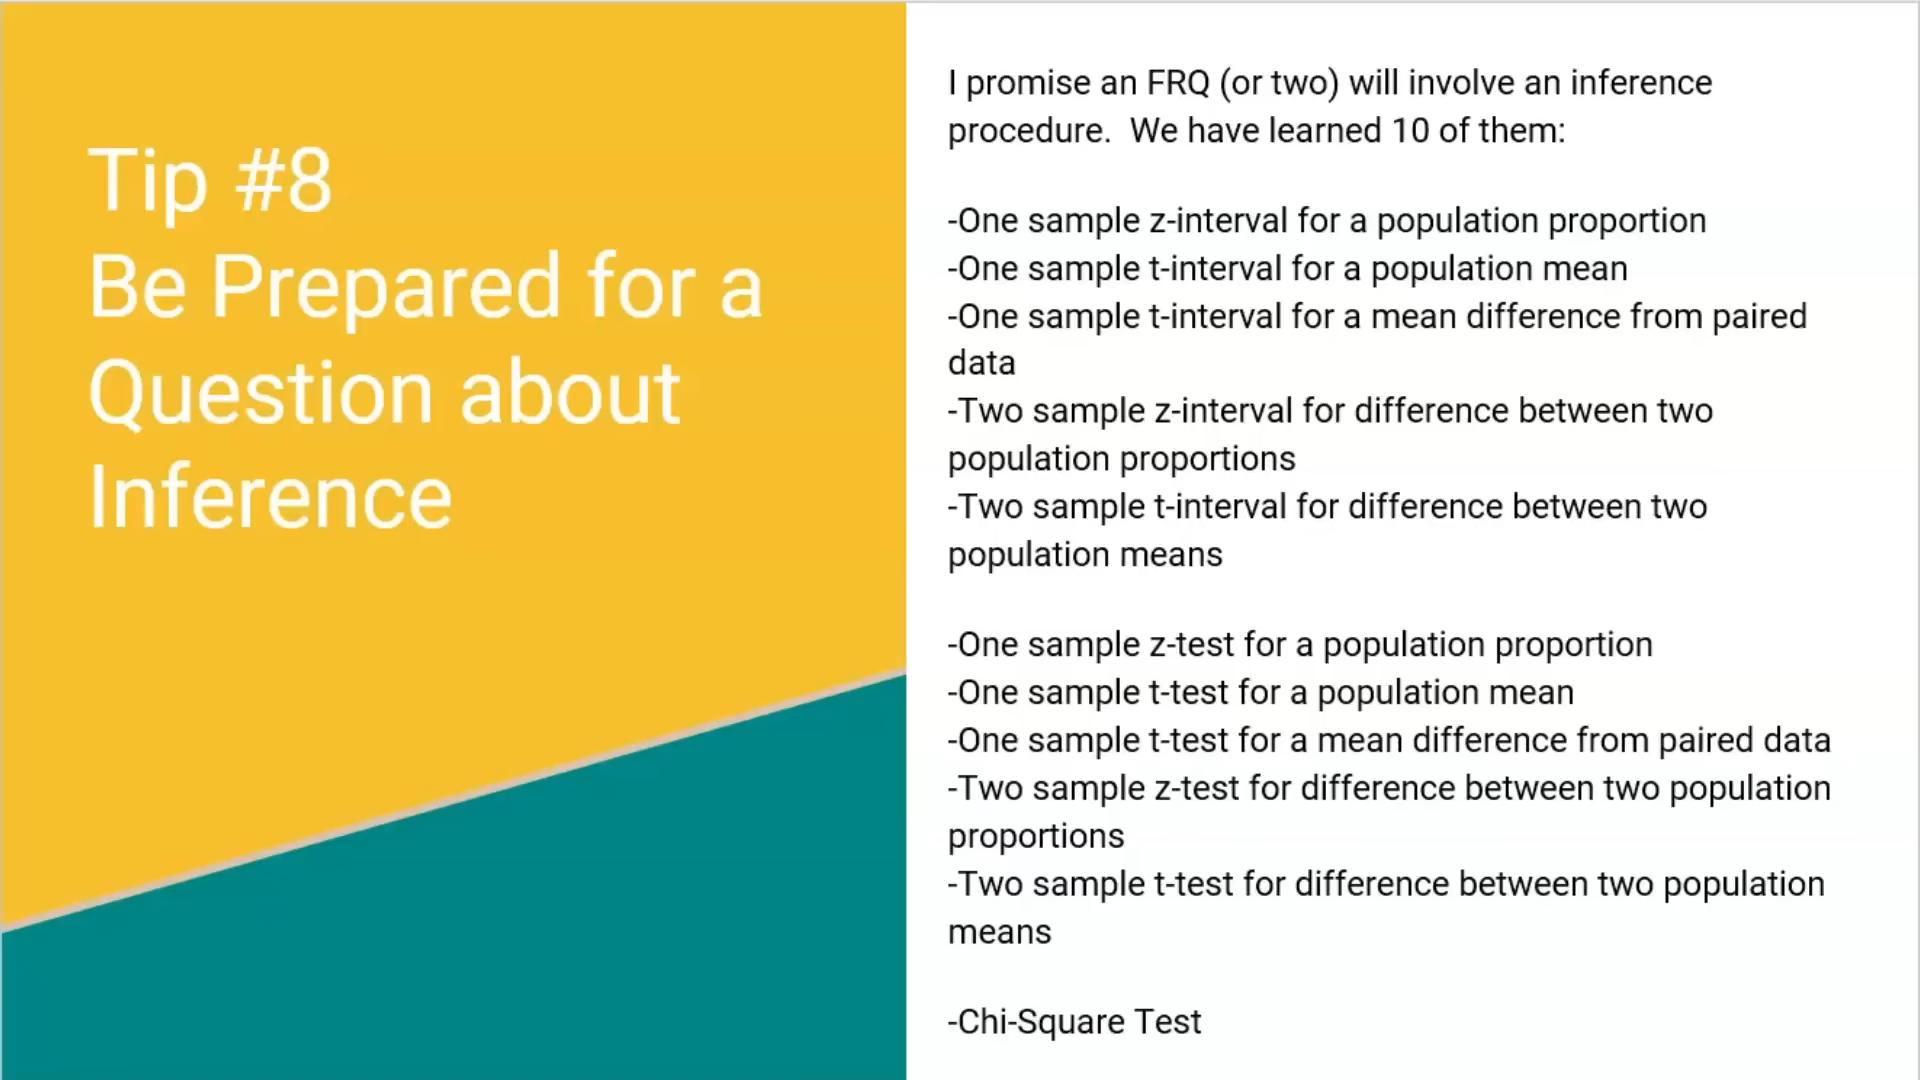 Tip #8
Be Prepared for a
Question about
Inference
I promise an FRQ (or two) will involve an inference
procedure.  We have learned 10 of them:
-One sample z-interval for a population proportion
-One sample t-interval for a population mean
-One sample t-interval for a mean difference from paired
data
-Two sample z-interval for difference between two
population proportions
-Two sample t-interval for difference between two
population means
-One sample z-test for a population proportion
-One sample t-test for a population mean
-One sample t-test for a mean difference from paired data
-Two sample z-test for difference between two population
proportions
-Two sample t-test for difference between two population
means
-Chi-Square Test